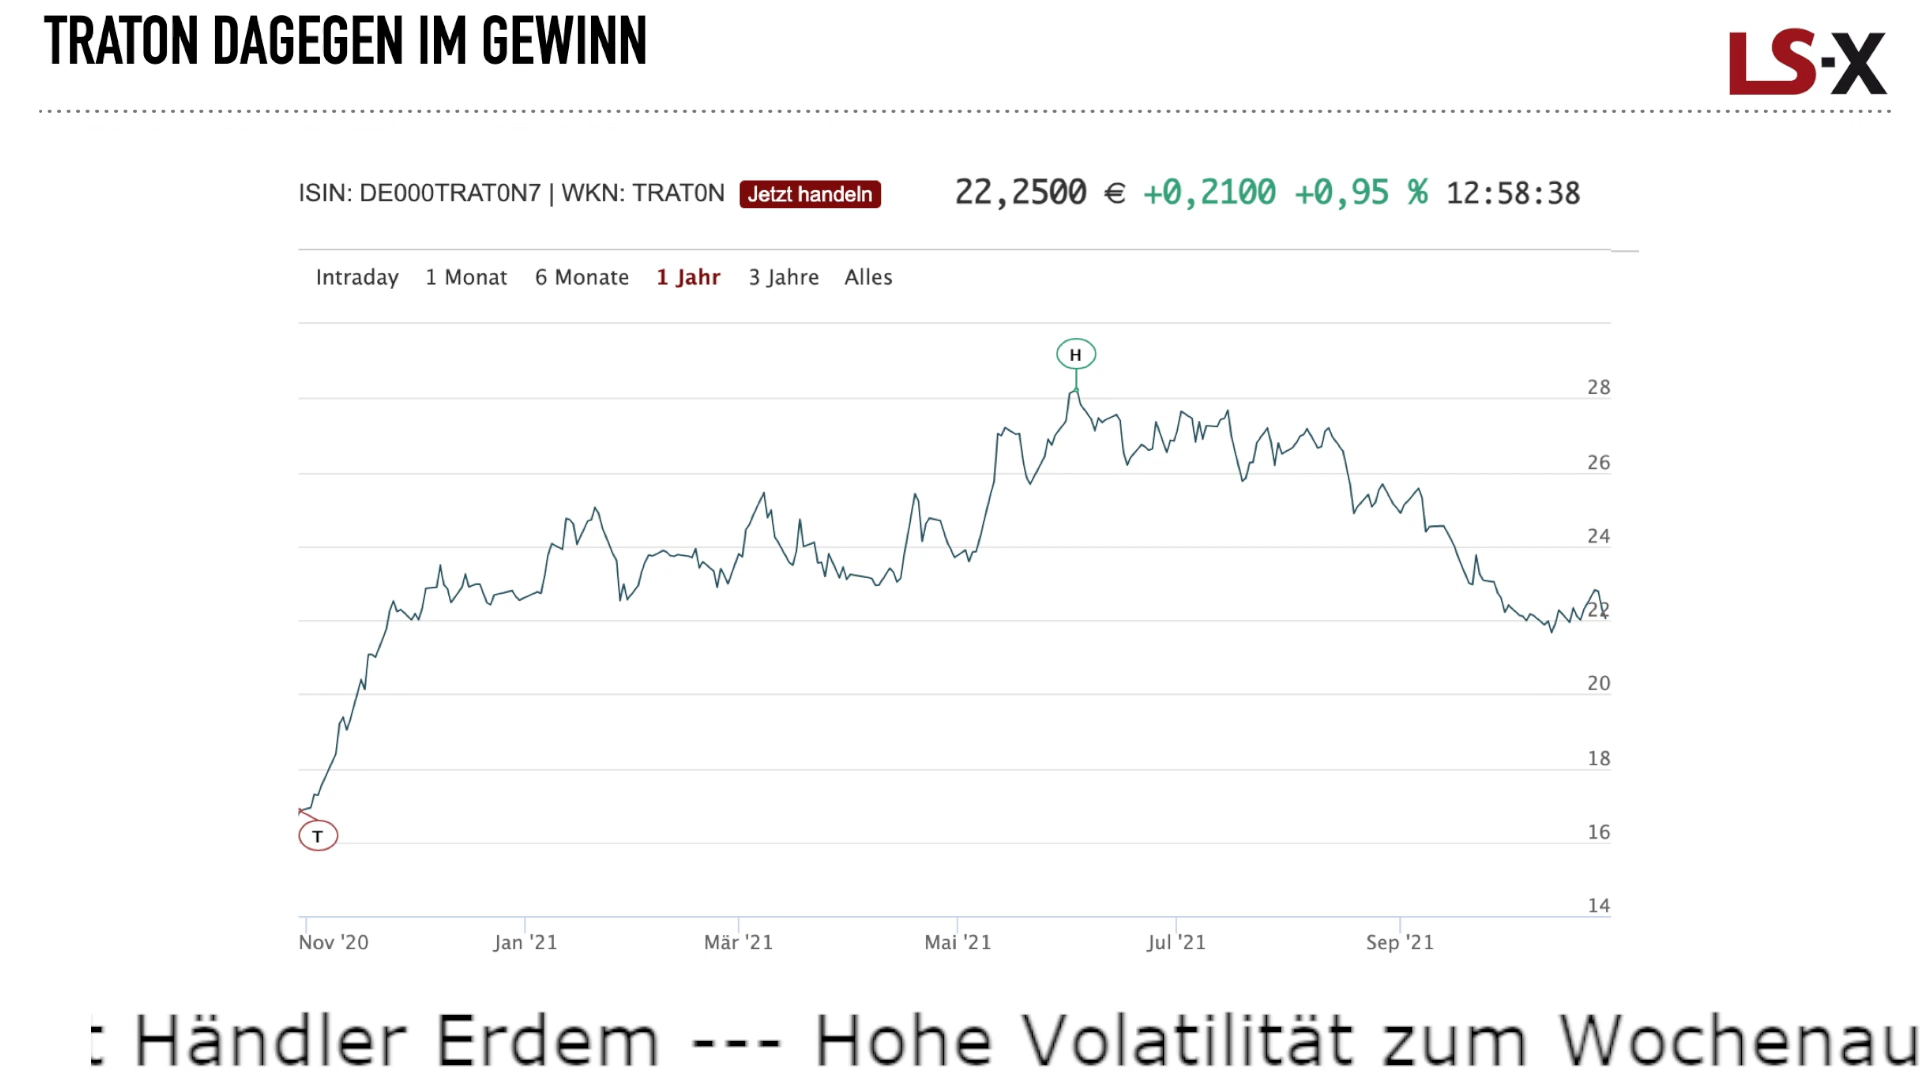 TRATON DAGEGEN IM GEWINN
LS-X
ISIN: DE000TRAT0N7 | WKN: TRAT0N Jetzt handeln 22,2500 € +0,2100 +0,95 % 12:58:38
Intraday 1 Monat 6 Monate 1 Jahr 3 Jahre Alles
H
28
26
24
22
20
18
T
16
14
Nov '20 Jan '21 Mär '21 Mai '21 Jul '21 Sep '21
t Händler Erdem --- Hohe Volatilität zum Wochenau